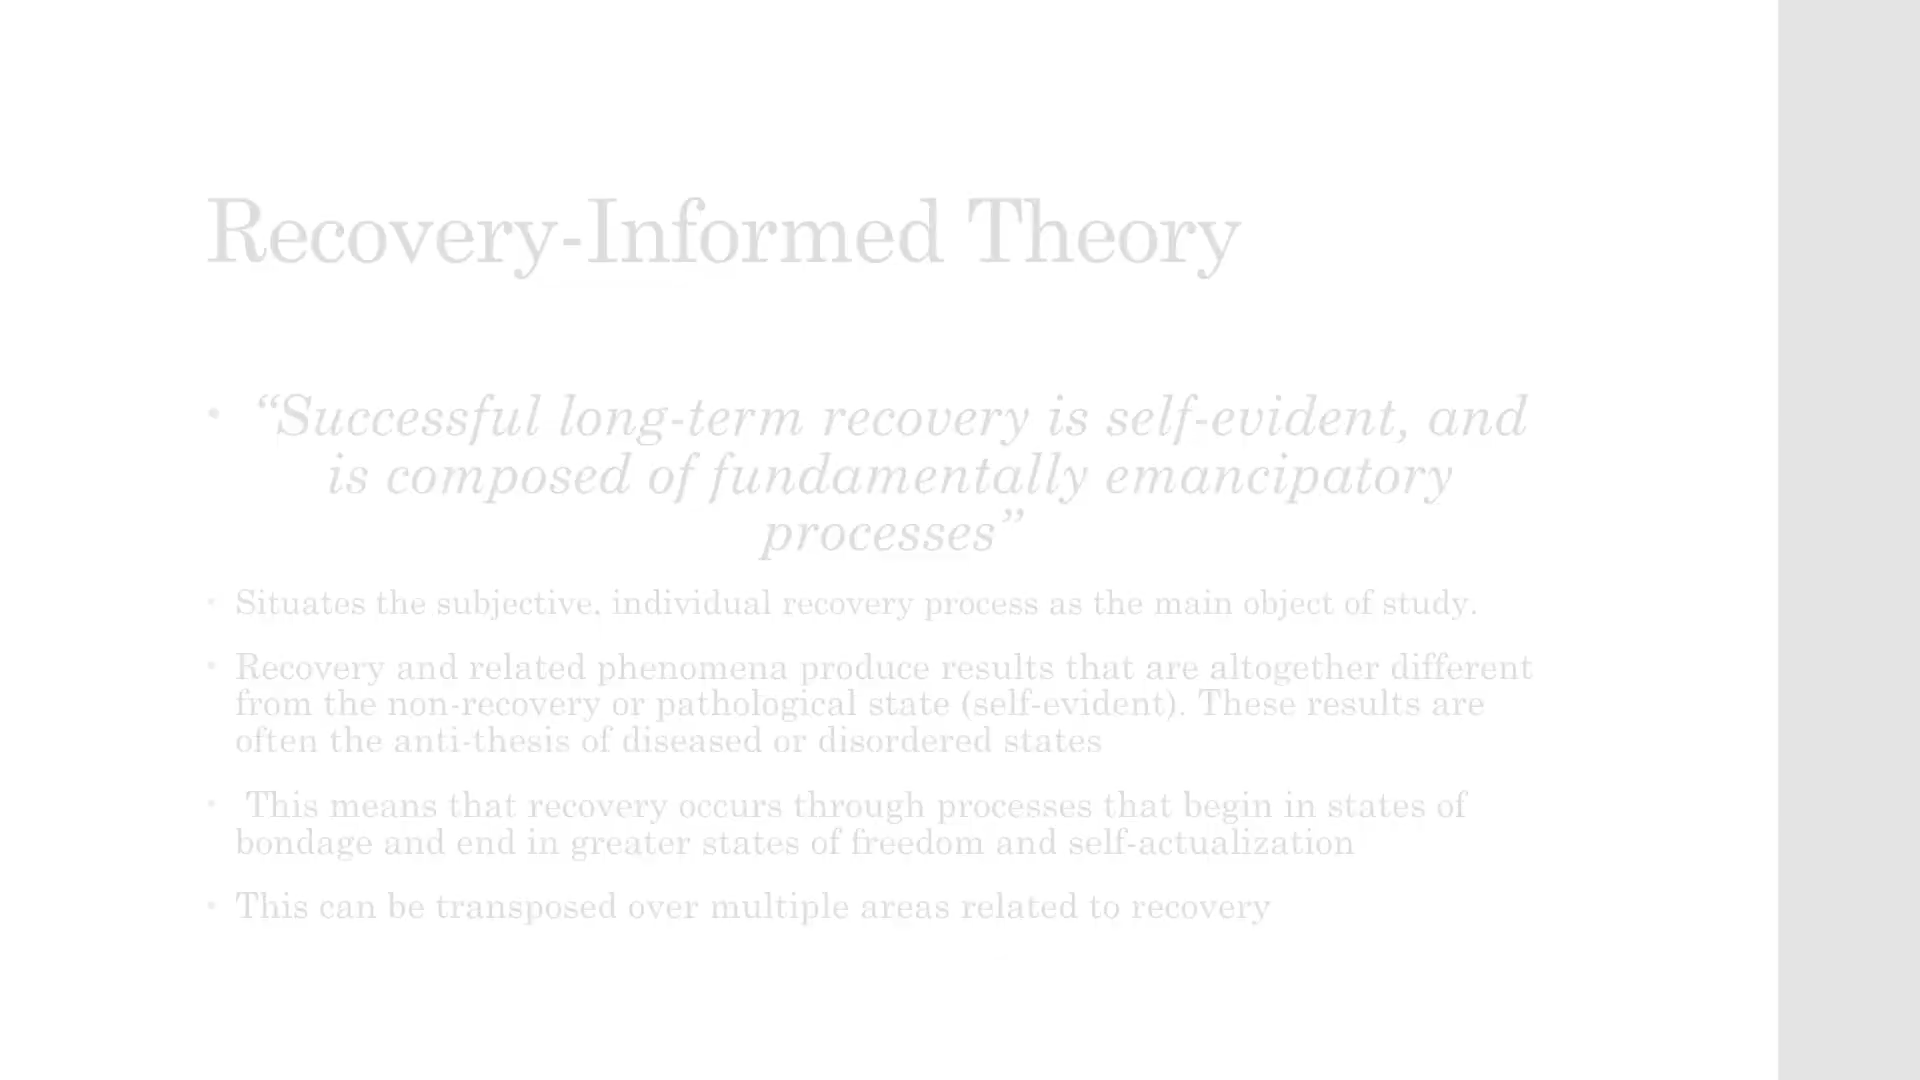 Recovery-Informed Theory
• “Successful long-term recovery is self-evident, and
is composed of fundamentally emancipatory
processes”
• Situates the subjective, individual recovery process as the main object of study.
• Recovery and related phenomena produce results that are altogether different
from the non-recovery or pathological state (self-evident). These results are
often the anti-thesis of diseased or disordered states
• This means that recovery occurs through processes that begin in states of
bondage and end in greater states of freedom and self-actualization
• This can be transposed over multiple areas related to recovery